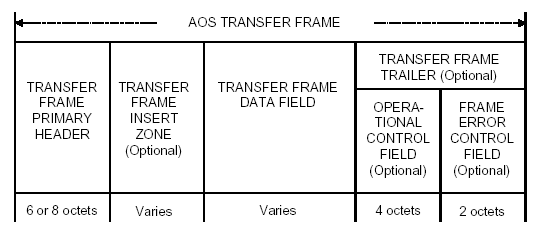 AOS TRANSFER FRAME
TRANSFER
FRAME
PRIMARY
HEADER
TRANSFER
FRAME
INSERT
ZONE
(Optional)
TRANSFER FRAME
DATA FIELD
TRANSFER FRAME
TRAILER (Optional)
OPERA-
TIONAL
CONTROL
FIELD
(Optional)
FRAME
ERROR
CONTROL
FIELD
(Optional)
6 or 8 octets
Varies
Varies
4 octets
2 octets